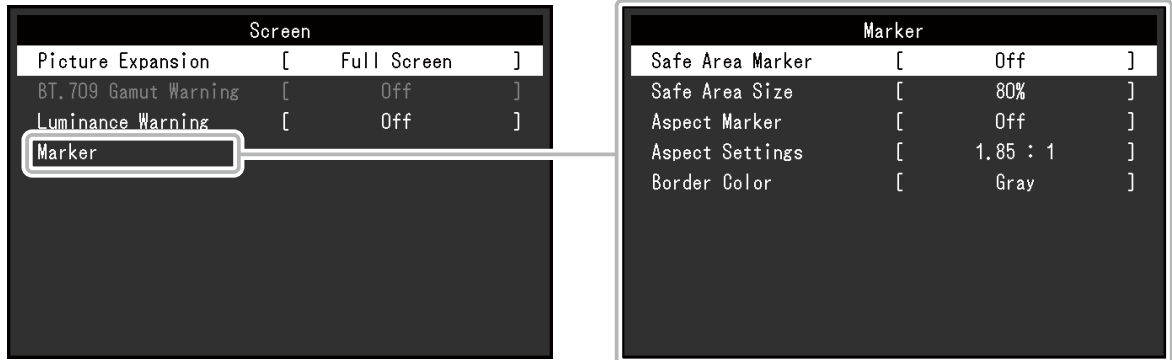 Screen
Picture Expansion [ Full Screen ]
BT.709 Gamut Warning [ Off ]
Luminance Warning [ Off ]
Marker
Marker
Safe Area Marker [ Off ]
Safe Area Size [ 80% ]
Aspect Marker [ Off ]
Aspect Settings [ 1.85 : 1 ]
Border Color [ Gray ]